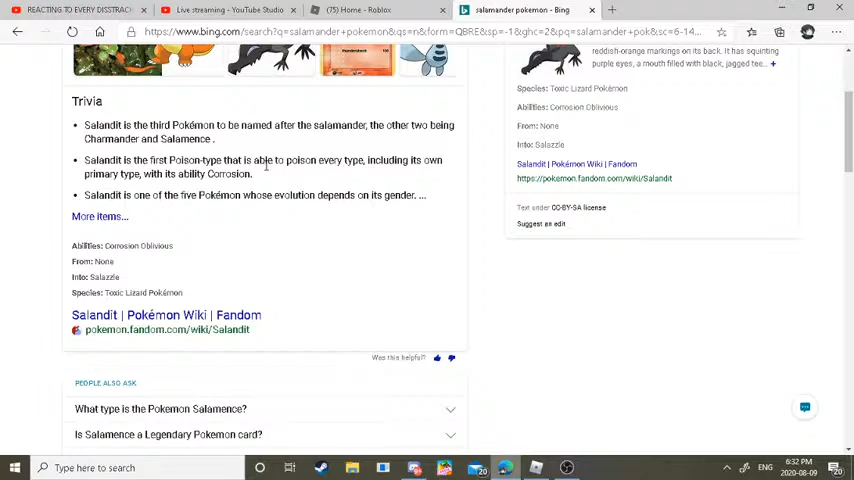 REACTING TO EVERY DISSTRACK
Live streaming - YouTube Studio
(75) Home - Roblox
salamander pokemon - Bing
https://www.bing.com/search?q=salamander+pokemon&qs=n&form=QBRE&sp=-1&ghc=2&pq=salamander+pok&sc=6-14...
reddish-orange markings on its back. It has squinting
purple eyes, a mouth filled with black, jagged tee...
Species: Toxic Lizard Pokémon
Abilities: Corrosion Oblivious
From: None
Into: Salazzle
Salandit | Pokémon Wiki | Fandom
https://pokemon.fandom.com/wiki/Salandit
Text under CC-BY-SA license
Suggest an edit
Trivia
• Salandit is the third Pokémon to be named after the salamander, the other two being
Charmander and Salamence .
• Salandit is the first Poison-type that is able to poison every type, including its own
primary type, with its ability Corrosion.
• Salandit is one of the five Pokémon whose evolution depends on its gender. ...
More items...
Abilities: Corrosion Oblivious
From: None
Into: Salazzle
Species: Toxic Lizard Pokémon
Salandit | Pokémon Wiki | Fandom
pokemon.fandom.com/wiki/Salandit
Was this helpful?
PEOPLE ALSO ASK
What type is the Pokemon Salamence?
Is Salamence a Legendary Pokemon card?
Type here to search
20
ENG
6:32 PM
2020-08-09
20